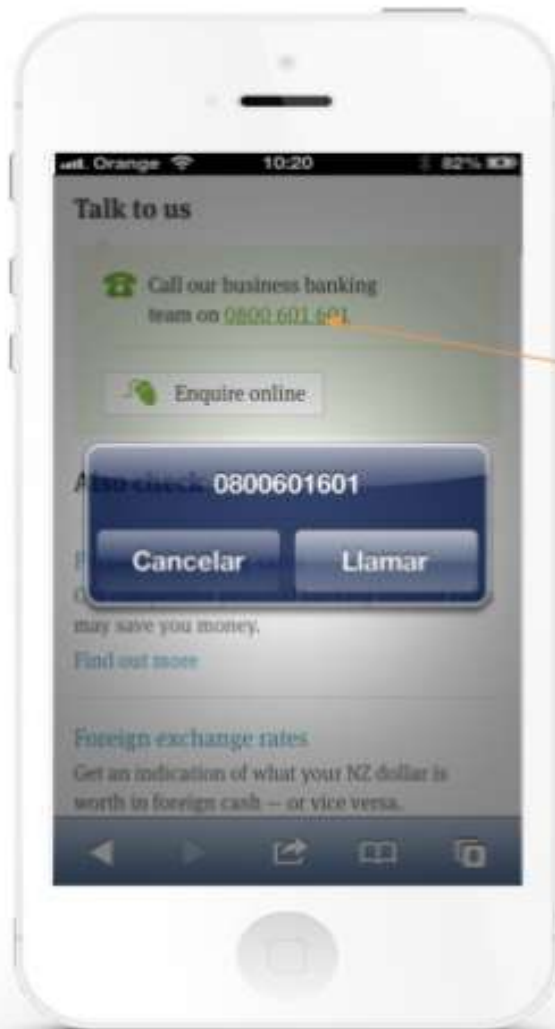 Orange 10:20 82%
Talk to us
Call our business banking
team on 0800 601 601
Enquire online
Also check
0800601601
Cancelar Llamar
may save you money.
Find out more
Foreign exchange rates
Get an indication of what your NZ dollar is
worth in foreign cash — or vice versa.